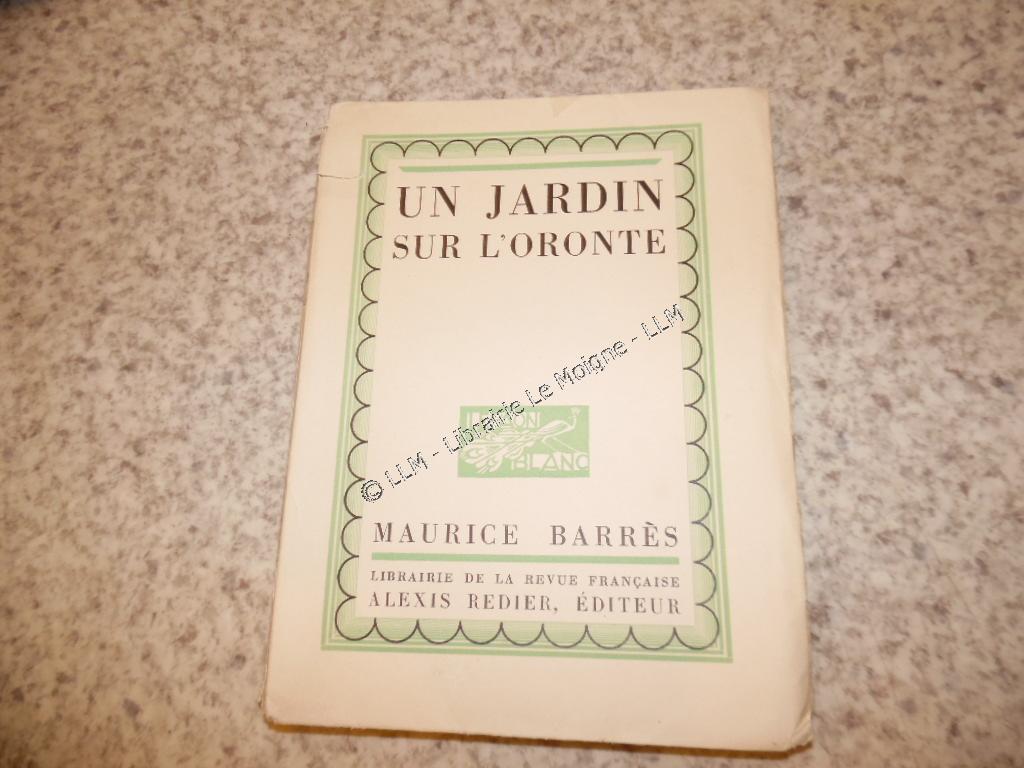 UN JARDIN
SUR L'ORONTE
© LLM - Librairie Le Moigne - LLM
BLANC
MAURICE BARRÈS
LIBRAIRIE DE LA REVUE FRANÇAISE
ALEXIS REDIER, ÉDITEUR